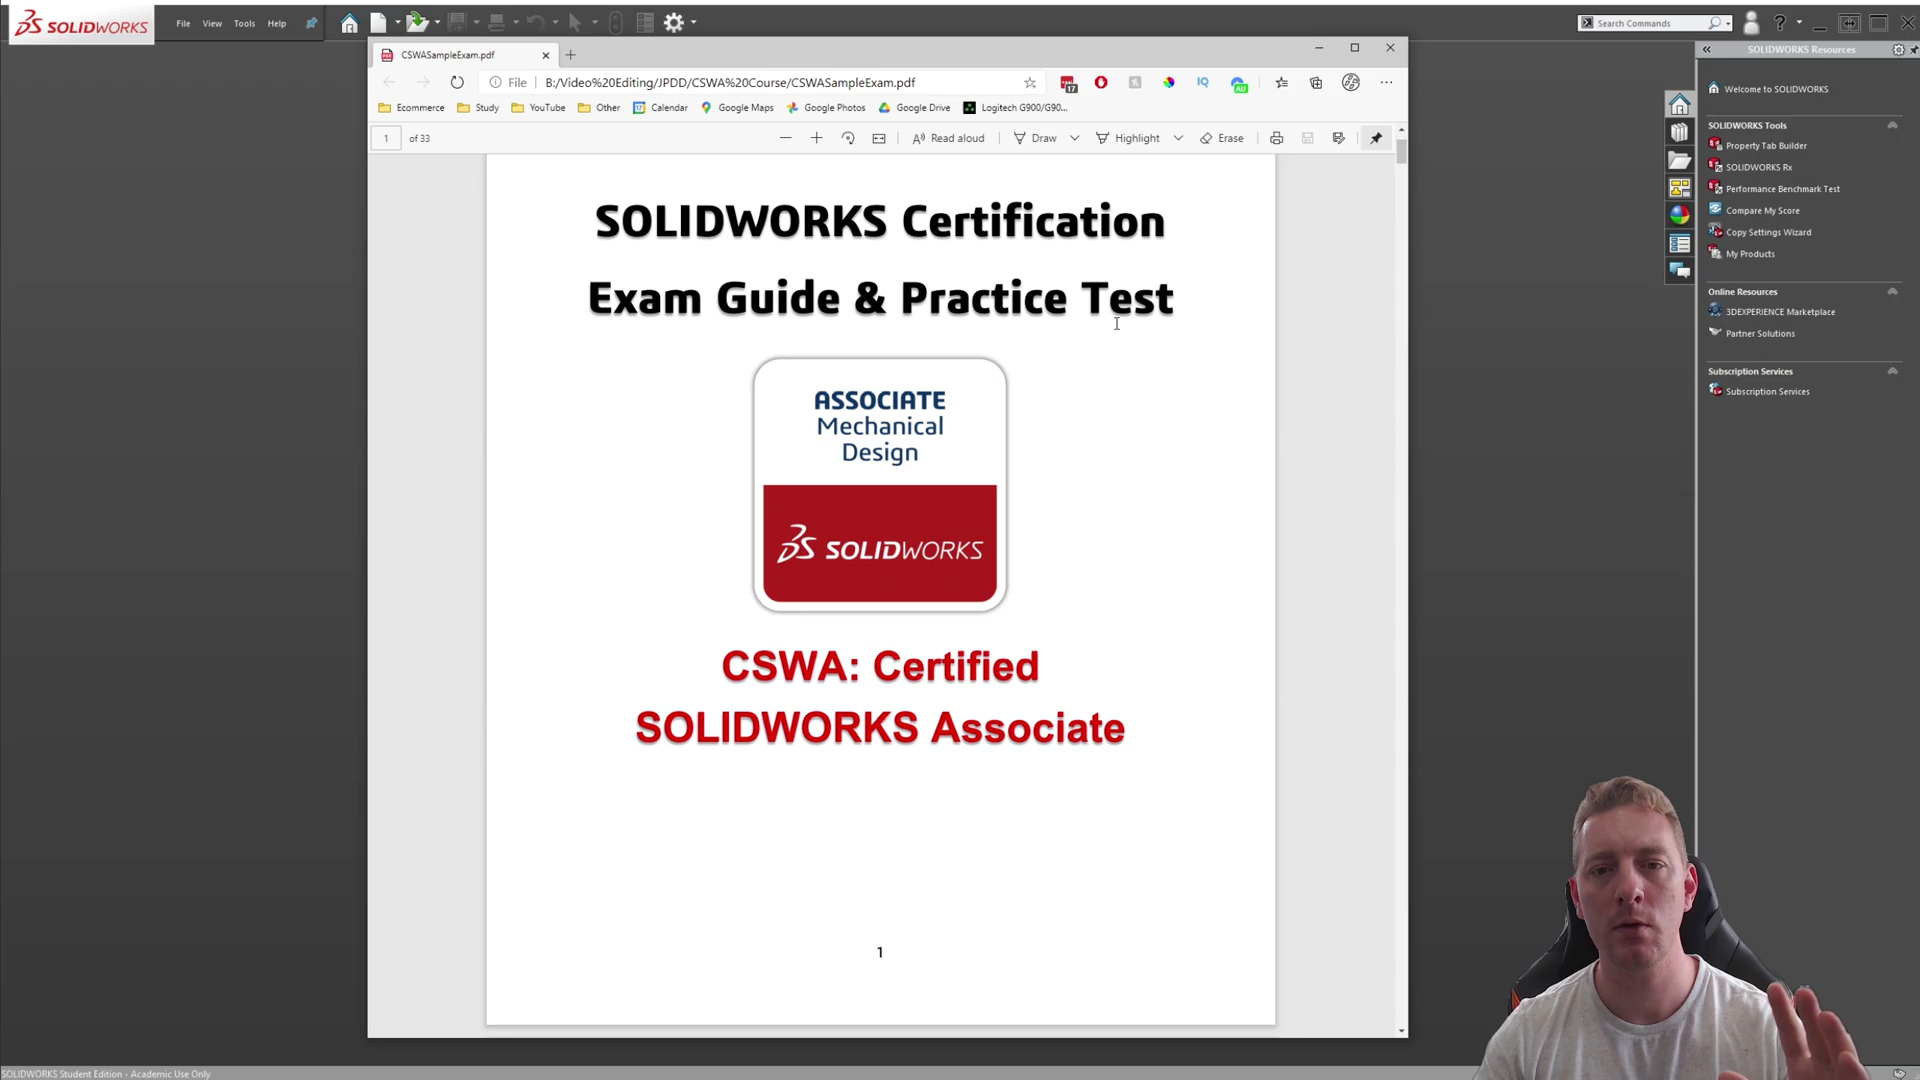 SOLIDWORKS
File
View
Tools
Help
Search Commands
?
SOLIDWORKS Resources
CSWASampleExam.pdf
File
B:/Video%20Editing/JPDD/CSWA%20Course/CSWASampleExam.pdf
17
IQ
AU
Ecommerce
Study
YouTube
Other
Calendar
Google Maps
Google Photos
Google Drive
Logitech G900/G90...
1
of 33
Read aloud
Draw
Highlight
Erase
SOLIDWORKS Certification
Exam Guide & Practice Test
ASSOCIATE
Mechanical
Design
SOLIDWORKS
CSWA: Certified
SOLIDWORKS Associate
1
Welcome to SOLIDWORKS
SOLIDWORKS Tools
Property Tab Builder
SOLIDWORKS Rx
Performance Benchmark Test
Compare My Score
Copy Settings Wizard
My Products
Online Resources
3DEXPERIENCE Marketplace
Partner Solutions
Subscription Services
Subscription Services
SOLIDWORKS Student Edition - Academic Use Only